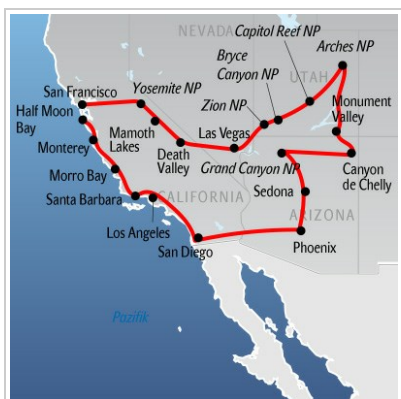 NEVADA
Capitol Reef NP
Bryce
Canyon NP
Arches NP
UTAH
San Francisco
Yosemite NP
Zion NP
Half Moon
Bay
Mamoth
Lakes
Las Vegas
Monument
Valley
Monterey
Death
Valley
Grand Canyon NP
Canyon
de Chelly
Morro Bay
Sedona
Santa Barbara
CALIFORNIA
ARIZONA
Los Angeles
San Diego
Phoenix
Pazifik